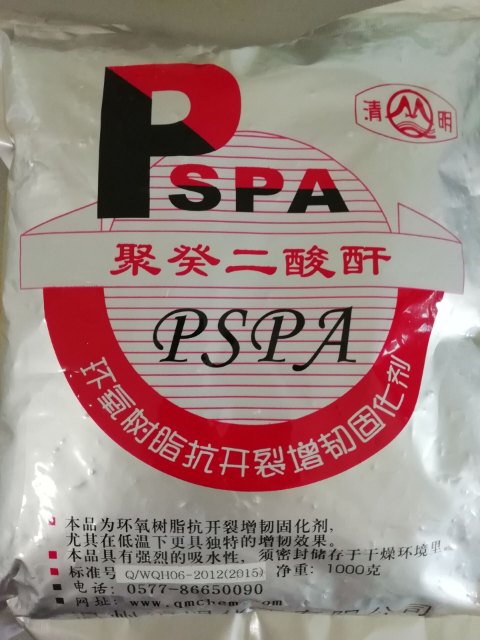 PSPA
清 明
聚癸二酸酐
PSPA
环氧树脂抗开裂增韧固化剂
本品为环氧树脂抗开裂增韧固化剂，
尤其在低温下更具独特的增韧效果。
本品具有强烈的吸水性，须密封储存于干燥环境里
标准号 Q/WQH06-2012(2015) 净重：1000克
电话：0577-86650090
网址：www.qmchem.com
有限公司